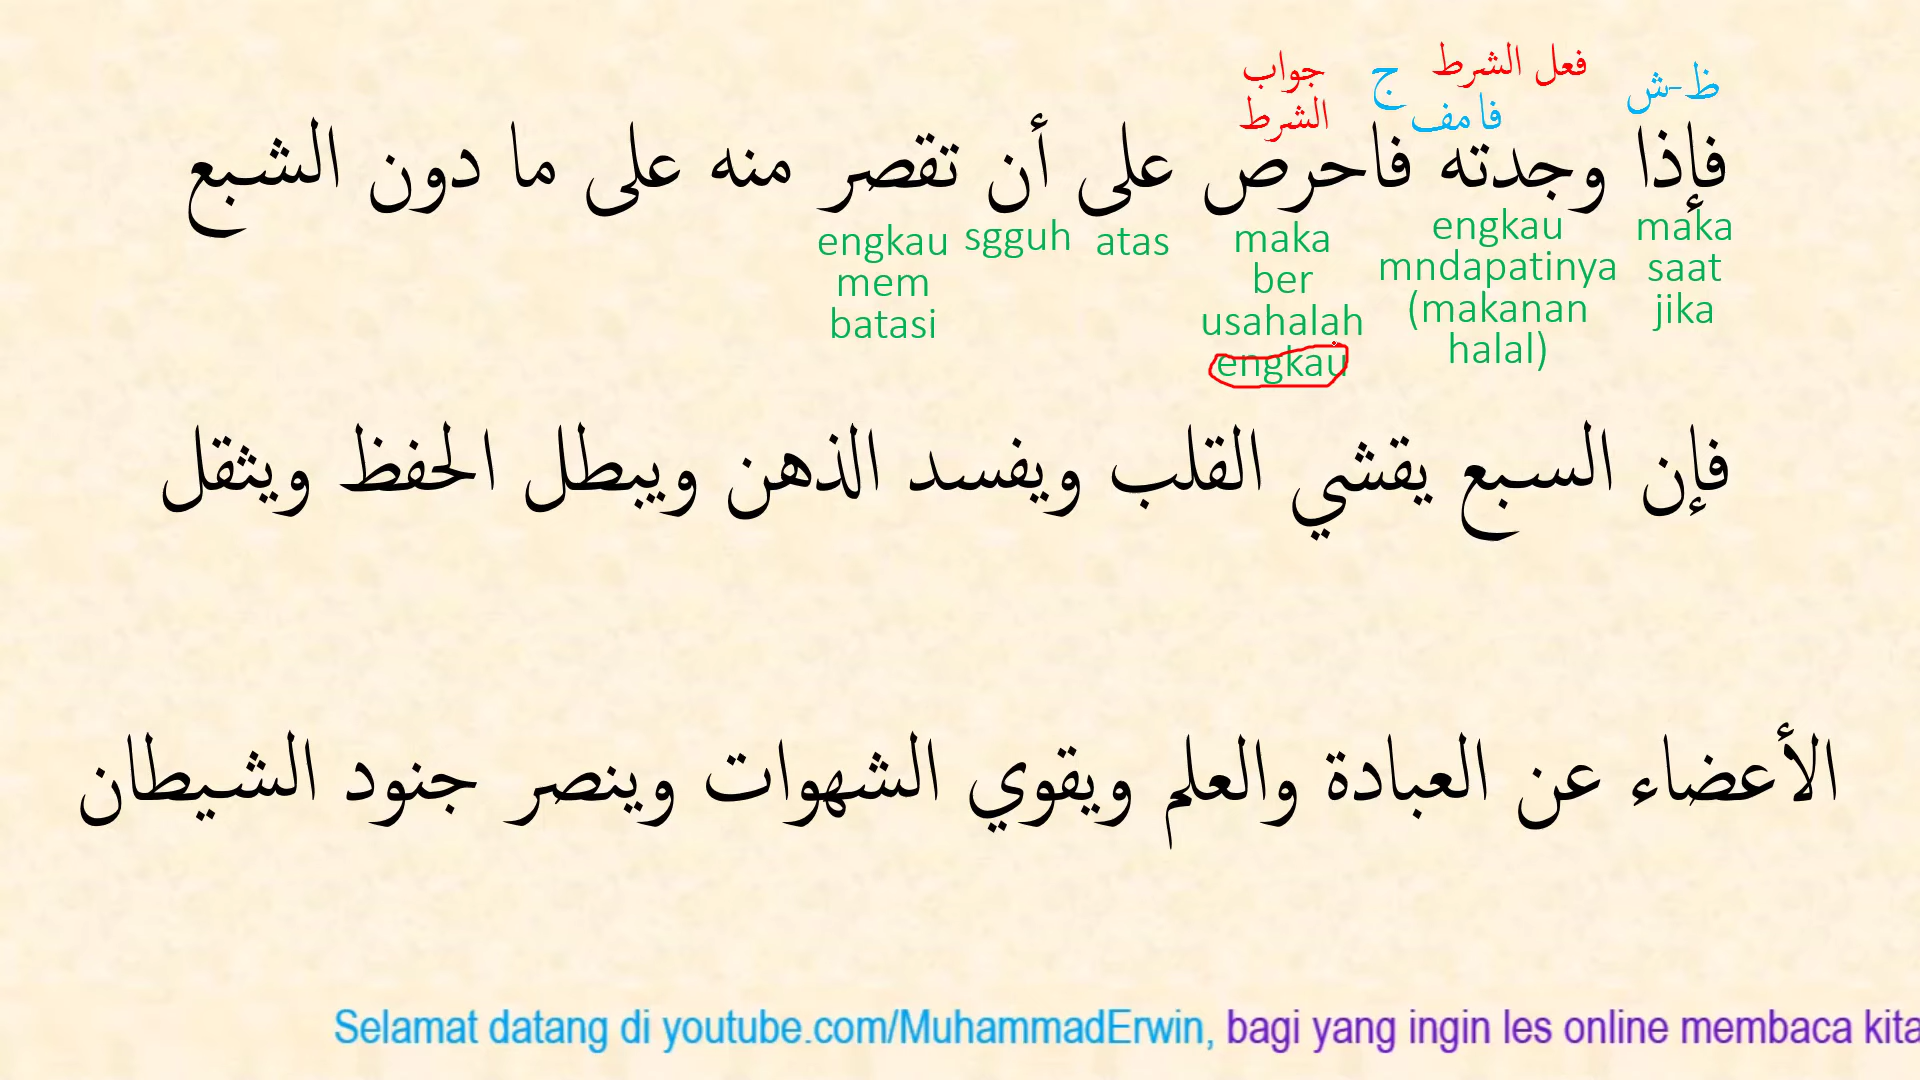 فعل الشرط جواب
ظ-ش فا مف ج الشرط
فإذا وجدته فاحرص على أن تقصر منه على ما دون الشبع
maka engkau maka atas sgguh engkau
saat mndapatinya ber mem
jika (makanan usahalah batasi
halal) engkau
فإن السبع يقشي القلب ويفسد الذهن ويبطل الحفظ ويثقل
الأعضاء عن العبادة والعلم ويقوي الشهوات وينصر جنود الشيطان
Selamat datang di youtube.com/MuhammadErwin, bagi yang ingin les online membaca kita